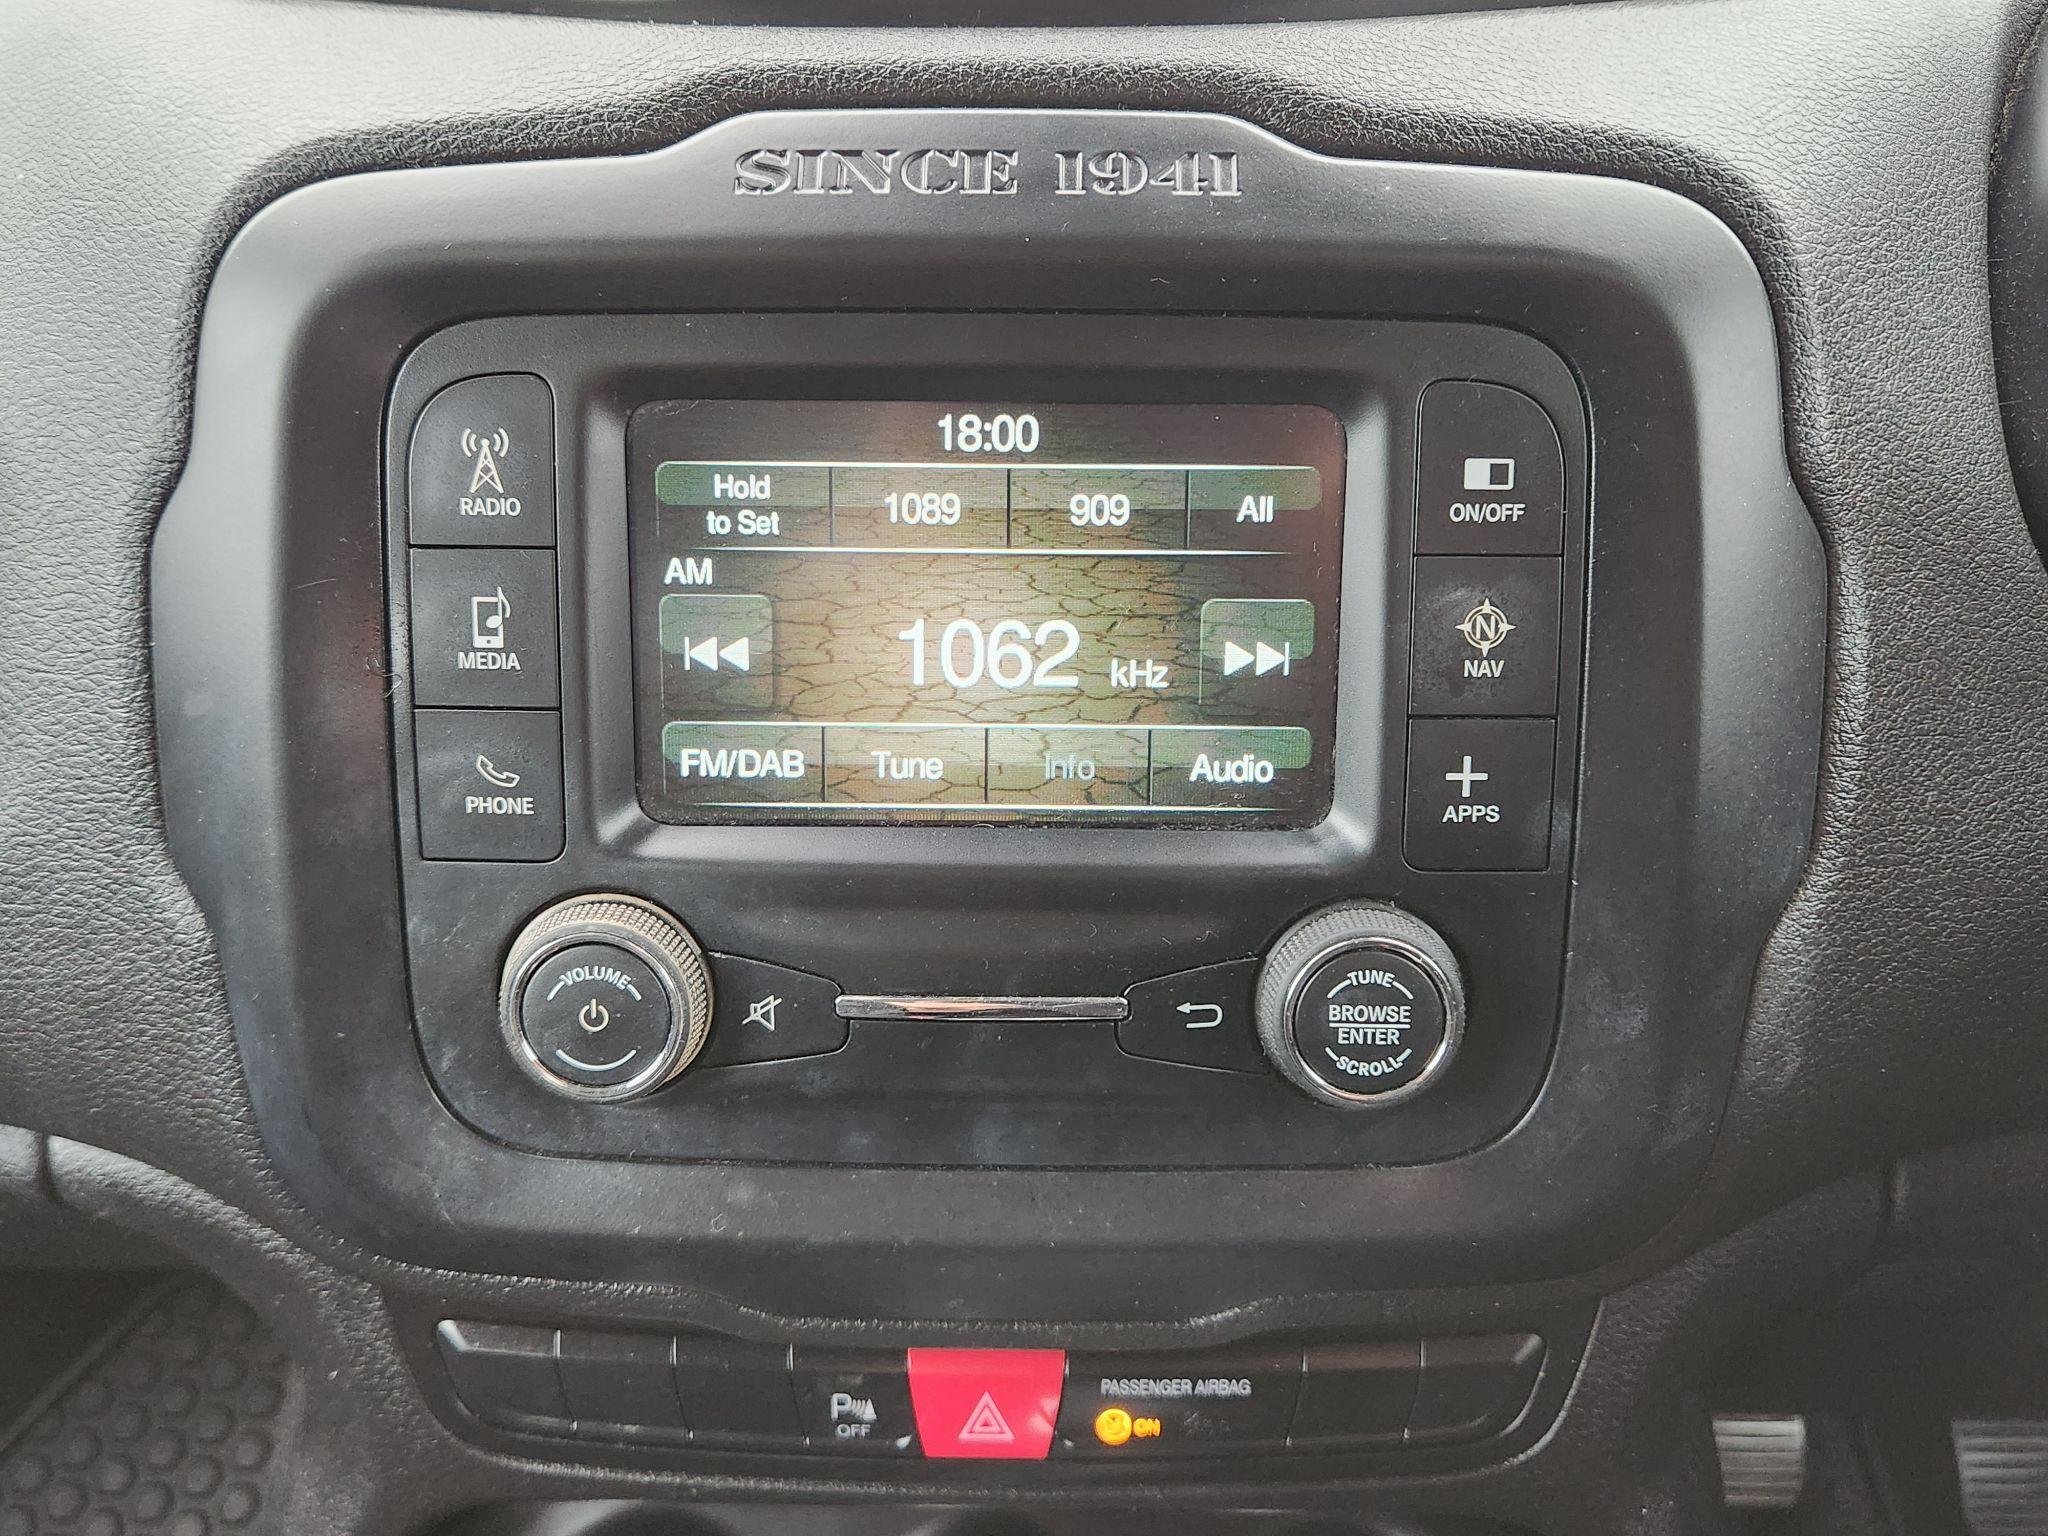 SINCE 1941
18:00
Hold
to Set
1089
909
All
AM
1062 kHz
FM/DAB
Tune
Info
Audio
RADIO
MEDIA
PHONE
ON/OFF
N
NAV
APPS
VOLUME
TUNE
BROWSE
ENTER
SCROLL
P
OFF
PASSENGER AIRBAG
ON